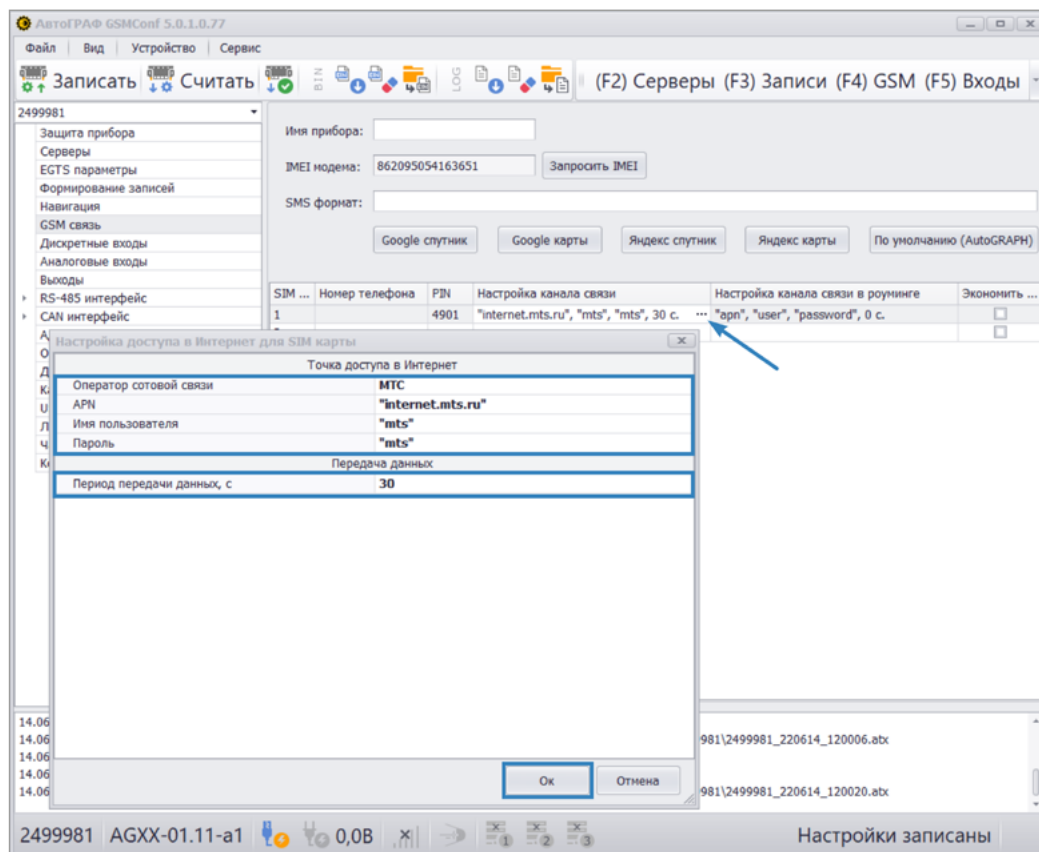 АвтоГРАФ GSMConf 5.0.1.0.77
Файл Вид Устройство Сервис
Записать Считать BIN LOG (F2) Серверы (F3) Записи (F4) GSM (F5) Входы
2499981
Защита прибора
Серверы
EGTS параметры
Формирование записей
Навигация
GSM связь
Дискретные входы
Аналоговые входы
Выходы
RS-485 интерфейс
CAN интерфейс
Имя прибора:
IMEI модема: 862095054163651 Запросить IMEI
SMS формат:
Google спутник Google карты Яндекс спутник Яндекс карты По умолчанию (AutoGRAPH)
SIM ... Номер телефона PIN Настройка канала связи Настройка канала связи в роуминге Экономить ...
1 4901 "internet.mts.ru", "mts", "mts", 30 с. ... "apn", "user", "password", 0 с.
Настройка доступа в Интернет для SIM карты
Точка доступа в Интернет
Оператор сотовой связи МТС
APN "internet.mts.ru"
Имя пользователя "mts"
Пароль "mts"
Передача данных
Период передачи данных, с 30
Ок Отмена
14.06
14.06 981\2499981_220614_120006.atx
14.06
14.06
14.06 981\2499981_220614_120020.atx
2499981 AGXX-01.11-a1 0,0В 1 2 3 Настройки записаны